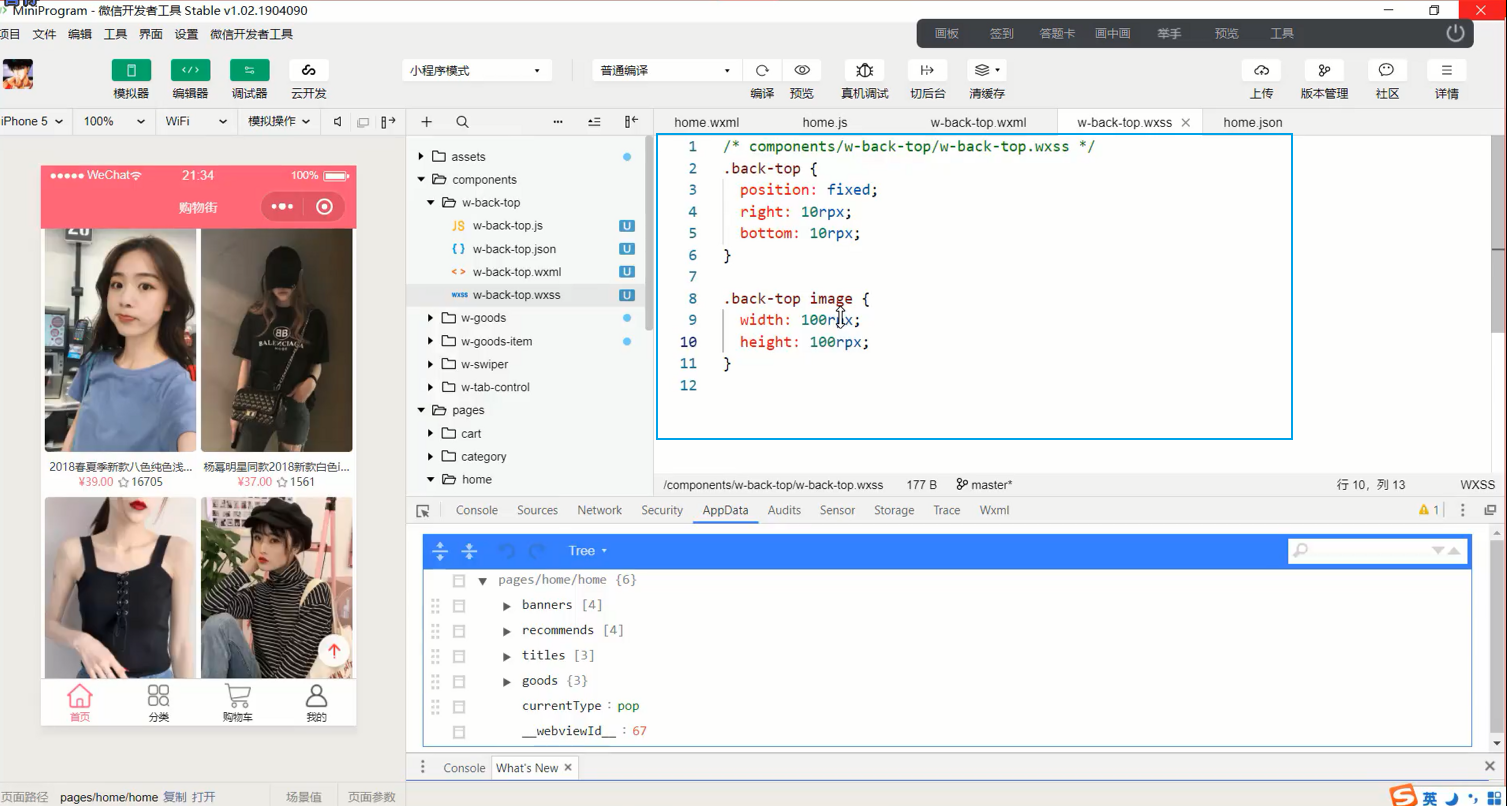 MiniProgram - 微信开发者工具 Stable v1.02.1904090
项目 文件 编辑 工具 界面 设置 微信开发者工具
画板 签到 答题卡 画中画 举手 预览 工具
小程序模式 普通编译
模拟器 编辑器 调试器 云开发 编译 预览 真机调试 切后台 清缓存 上传 版本管理 社区 详情
iPhone 5 100% WiFi 模拟操作
home.wxml home.js w-back-top.wxml w-back-top.wxss home.json
WeChat 21:34 100%
购物街
2018春夏季新款八色纯色浅...
¥39.00 16705
杨幂明星同款2018新款白色i...
¥37.00 1561
首页 分类 购物车 我的
页面路径 pages/home/home 复制 打开 场景值 页面参数
assets
components
w-back-top
JS w-back-top.js U
{ } w-back-top.json U
< > w-back-top.wxml U
wxss w-back-top.wxss U
w-goods
w-goods-item
w-swiper
w-tab-control
pages
cart
category
home
1 /* components/w-back-top/w-back-top.wxss */
2 .back-top {
3 position: fixed;
4 right: 10rpx;
5 bottom: 10rpx;
6 }
7
8 .back-top image {
9 width: 100rpx;
10 height: 100rpx;
11 }
12
/components/w-back-top/w-back-top.wxss 177 B master* 行 10，列 13 WXSS
Console Sources Network Security AppData Audits Sensor Storage Trace Wxml 1
Tree
pages/home/home {6}
banners [4]
recommends [4]
titles [3]
goods {3}
currentType : pop
__webviewId__ : 67
Console What's New
英